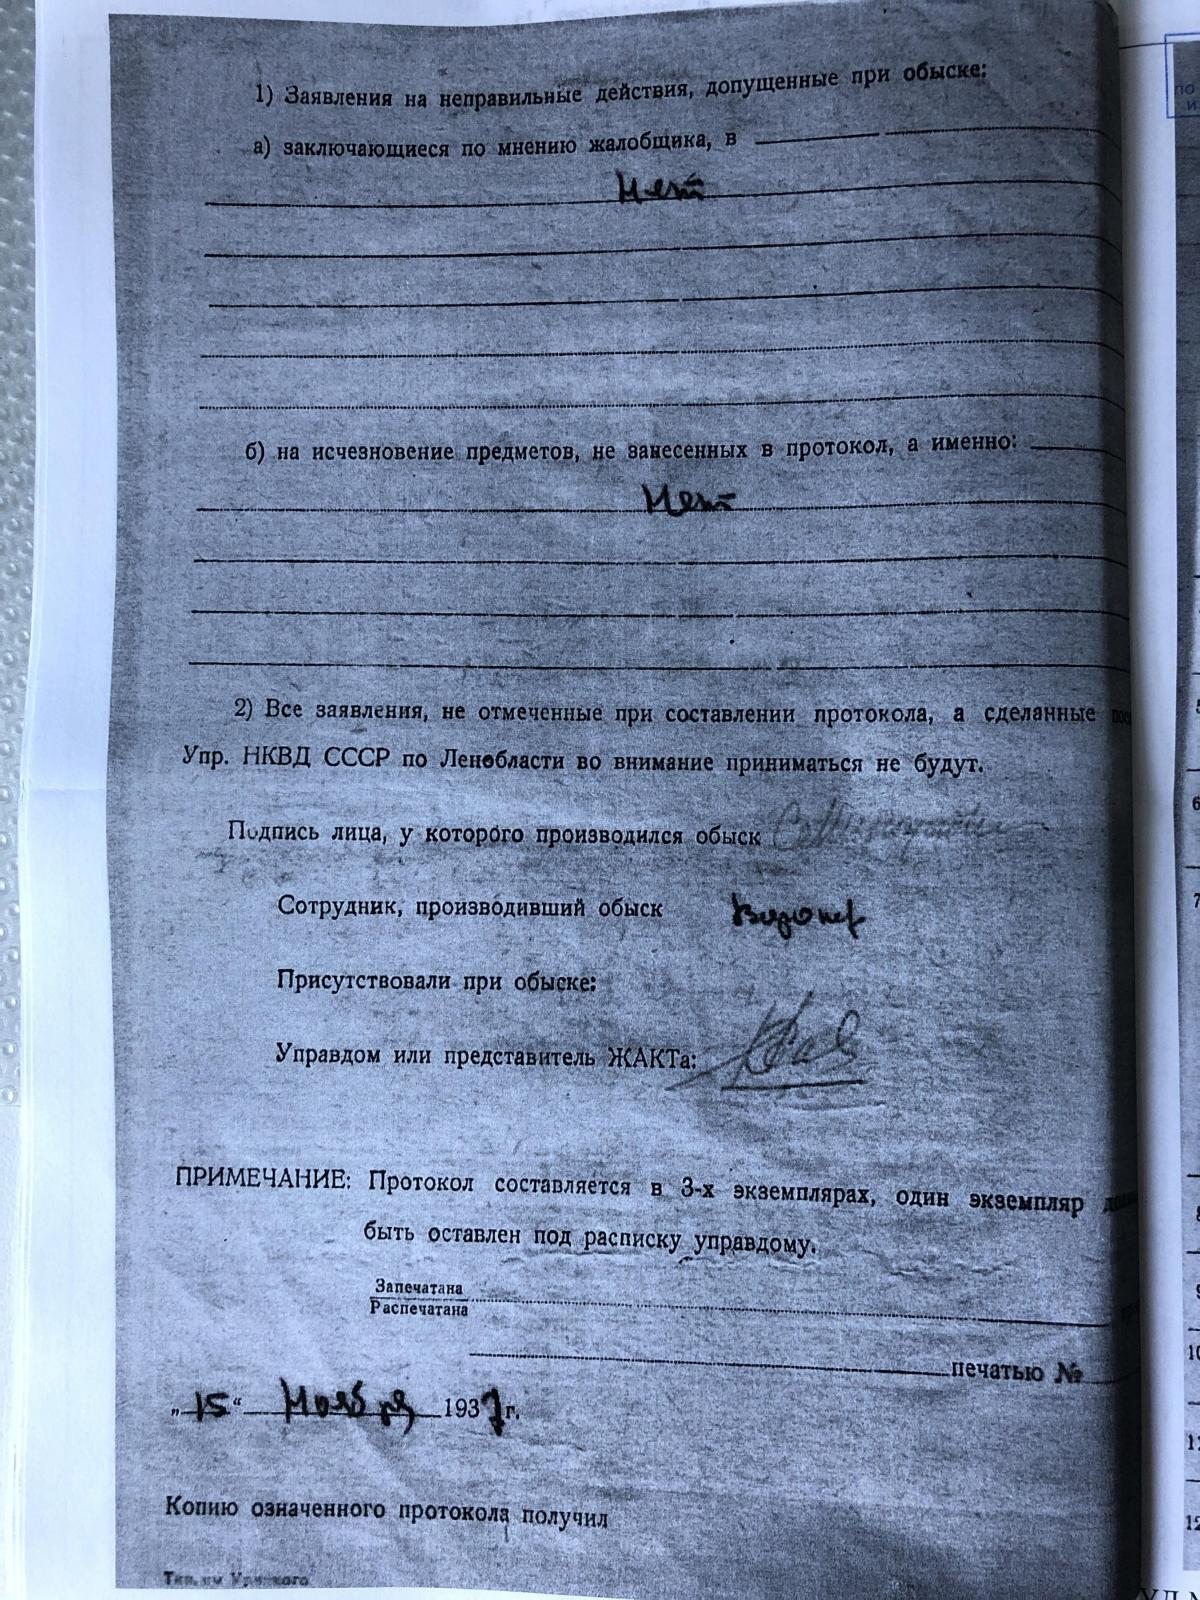 1) Заявления на неправильные действия, допущенные при обыске:
а) заключающиеся по мнению жалобщика, в
Нет
б) на исчезновение предметов, не занесенных в протокол, а именно:
Нет
2) Все заявления, не отмеченные при составлении протокола, а сделанные
Упр. НКВД СССР по Ленобласти во внимание приниматься не будут.
Подпись лица, у которого производился обыск
Сотрудник, производивший обыск
Присутствовали при обыске:
Управдом или представитель ЖАКТа:
ПРИМЕЧАНИЕ: Протокол составляется в 3-х экземплярах, один экземпляр
быть оставлен под расписку управдому.
Запечатана
Распечатана
печатью №
„15“ Ноября 1937 г.
Копию означенного протокола получил
Тип. им Урицкого